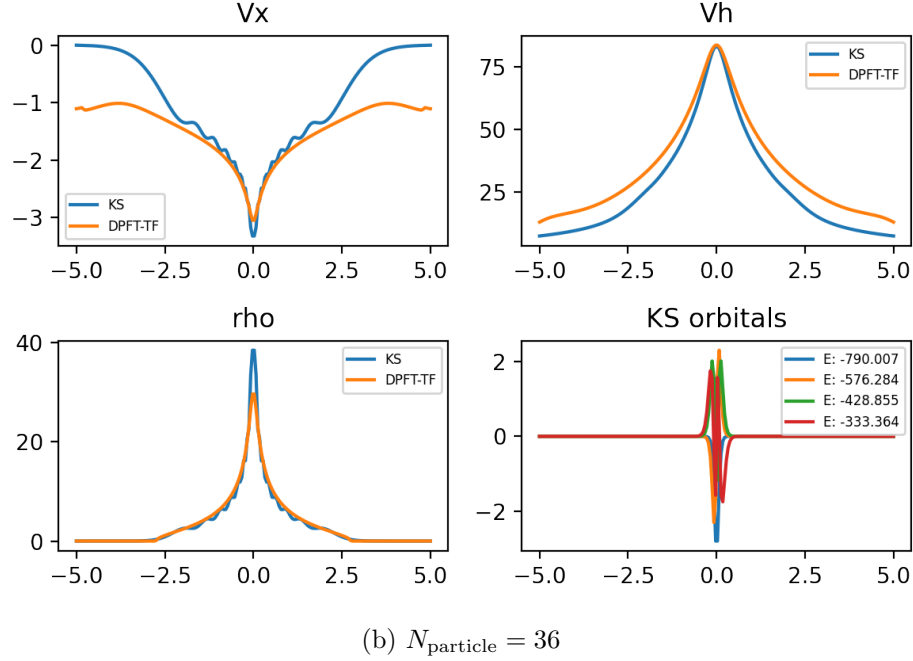 Vx
0
−1
−2
−3
KS
DPFT-TF
−5.0 −2.5 0.0 2.5 5.0
Vh
75
50
25
KS
DPFT-TF
−5.0 −2.5 0.0 2.5 5.0
rho
40
20
0
KS
DPFT-TF
−5.0 −2.5 0.0 2.5 5.0
KS orbitals
2
0
−2
E: -790.007
E: -576.284
E: -428.855
E: -333.364
−5.0 −2.5 0.0 2.5 5.0
(b) N_particle = 36